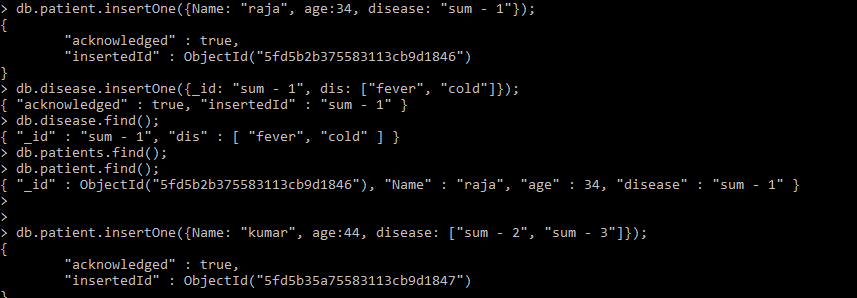 > db.patient.insertOne({Name: "raja", age:34, disease: "sum - 1"});
{
        "acknowledged" : true,
        "insertedId" : ObjectId("5fd5b2b375583113cb9d1846")
}
> db.disease.insertOne({_id: "sum - 1", dis: ["fever", "cold"]});
{ "acknowledged" : true, "insertedId" : "sum - 1" }
> db.disease.find();
{ "_id" : "sum - 1", "dis" : [ "fever", "cold" ] }
> db.patients.find();
> db.patient.find();
{ "_id" : ObjectId("5fd5b2b375583113cb9d1846"), "Name" : "raja", "age" : 34, "disease" : "sum - 1" }
>
>
> db.patient.insertOne({Name: "kumar", age:44, disease: ["sum - 2", "sum - 3"]});
{
        "acknowledged" : true,
        "insertedId" : ObjectId("5fd5b35a75583113cb9d1847")
}